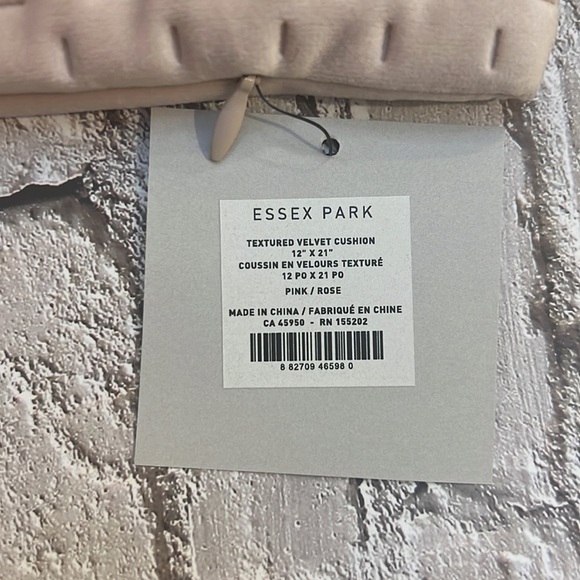 ESSEX PARK
TEXTURED VELVET CUSHION
12" X 21"
COUSSIN EN VELOURS TEXTURÉ
12 PO X 21 PO
PINK / ROSE
MADE IN CHINA / FABRIQUÉ EN CHINE
CA 45950 - RN 155202
8 82709 46598 0